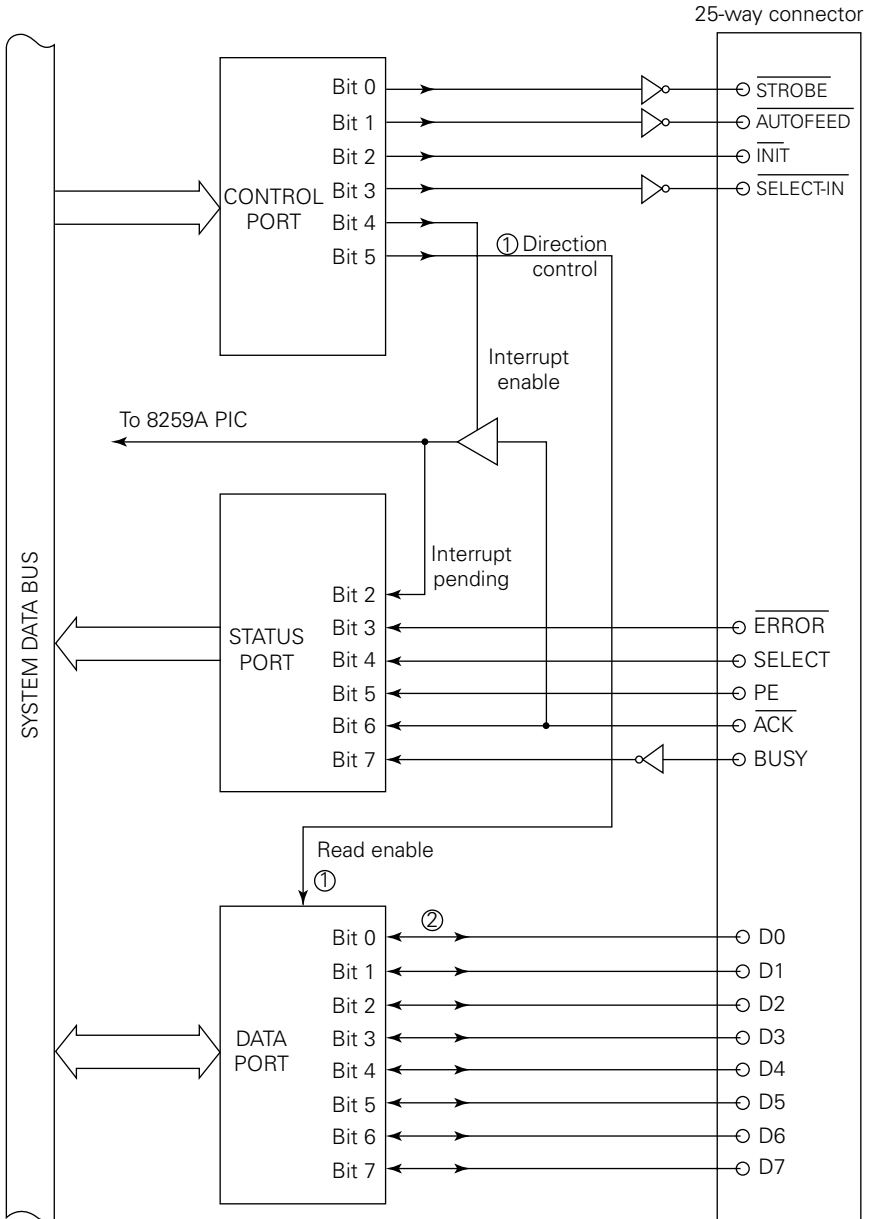 25-way connector
SYSTEM DATA BUS
CONTROL
PORT
Bit 0
Bit 1
Bit 2
Bit 3
Bit 4
Bit 5
STROBE
AUTOFEED
INIT
SELECT-IN
① Direction
control
Interrupt
enable
To 8259A PIC
Interrupt
pending
STATUS
PORT
Bit 2
Bit 3
Bit 4
Bit 5
Bit 6
Bit 7
ERROR
SELECT
PE
ACK
BUSY
Read enable
①
②
DATA
PORT
Bit 0
Bit 1
Bit 2
Bit 3
Bit 4
Bit 5
Bit 6
Bit 7
D0
D1
D2
D3
D4
D5
D6
D7